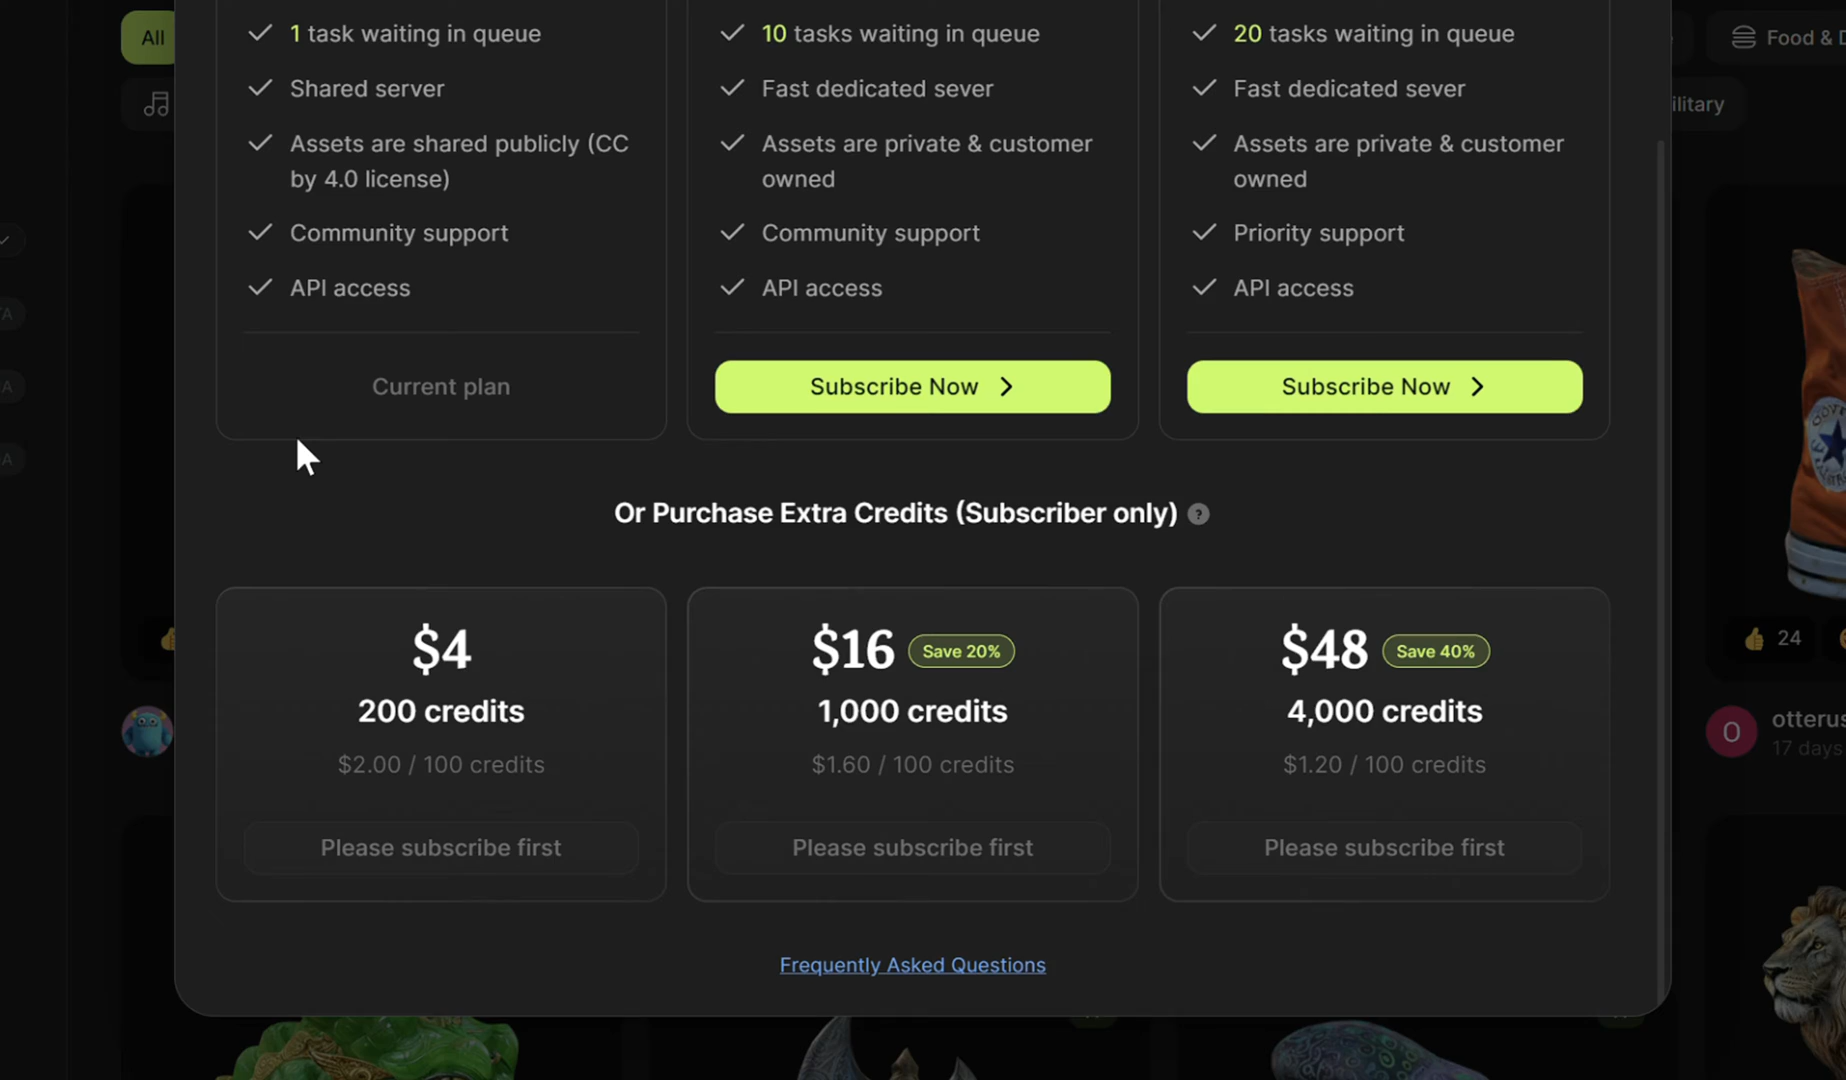 All
1 task waiting in queue
Shared server
Assets are shared publicly (CC
by 4.0 license)
Community support
API access
Current plan
10 tasks waiting in queue
Fast dedicated sever
Assets are private & customer
owned
Community support
API access
Subscribe Now
20 tasks waiting in queue
Fast dedicated sever
Assets are private & customer
owned
Priority support
API access
Subscribe Now
Food &
Or Purchase Extra Credits (Subscriber only) ?
$4
200 credits
$2.00 / 100 credits
Please subscribe first
$16 Save 20%
1,000 credits
$1.60 / 100 credits
Please subscribe first
$48 Save 40%
4,000 credits
$1.20 / 100 credits
Please subscribe first
Frequently Asked Questions
24
O
otterus
17 days